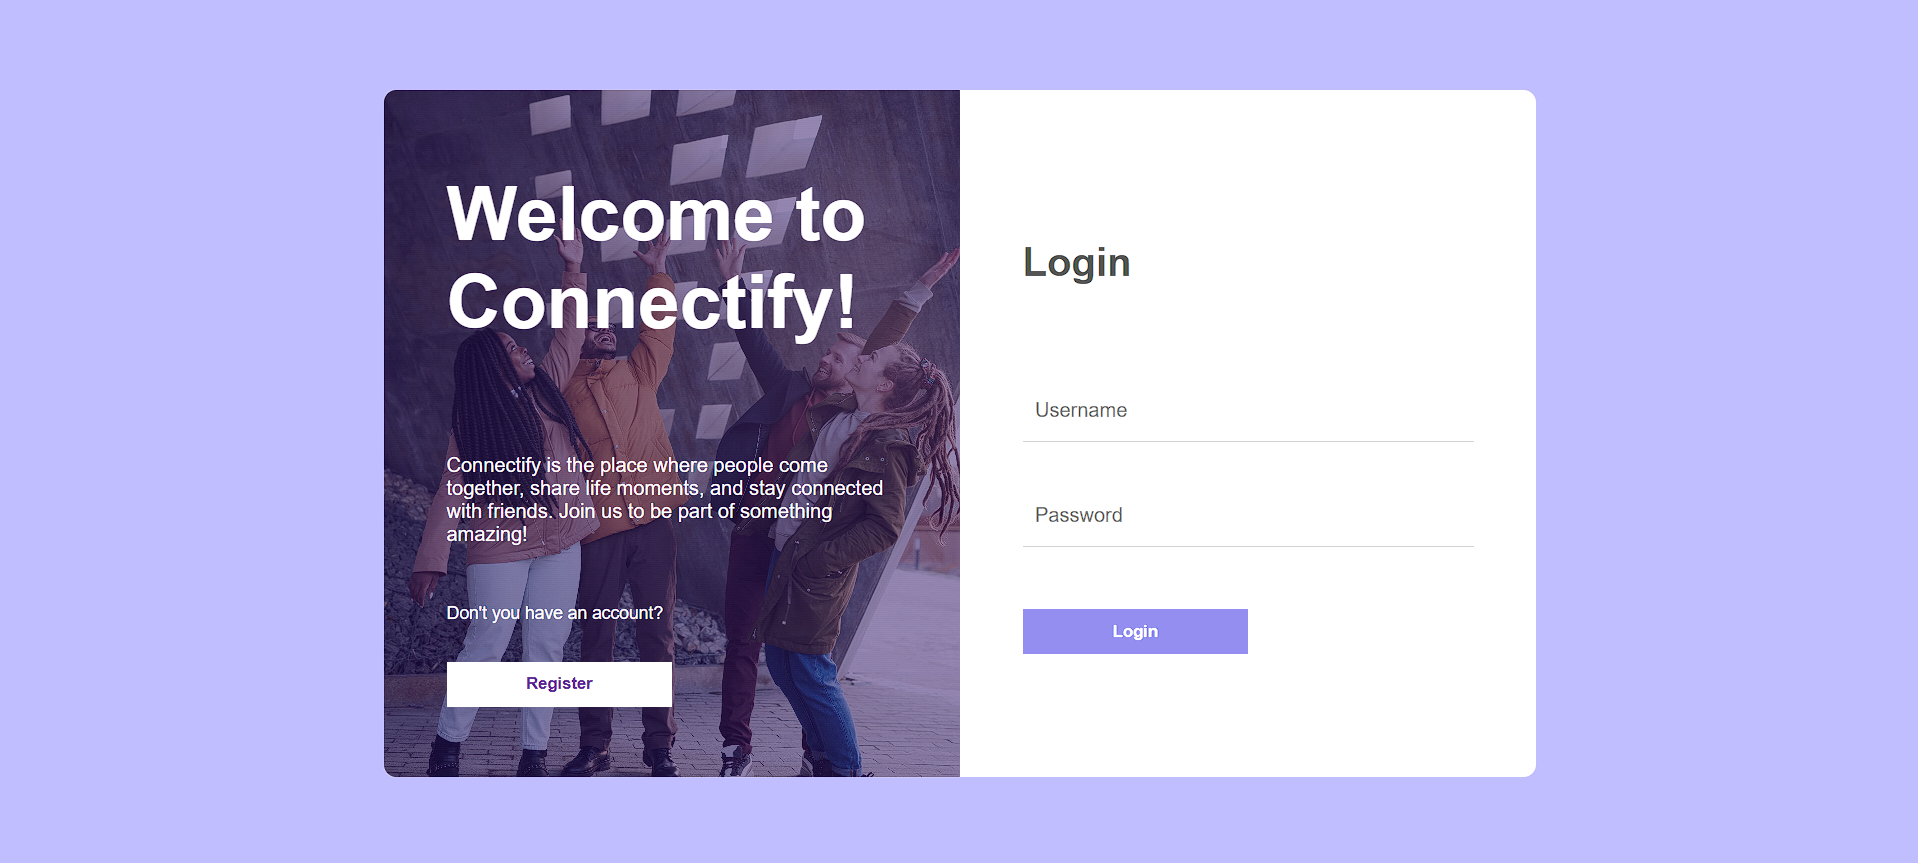 Welcome to
Connectify!
Connectify is the place where people come
together, share life moments, and stay connected
with friends. Join us to be part of something
amazing!
Don't you have an account?
Register
Login
Username
Password
Login